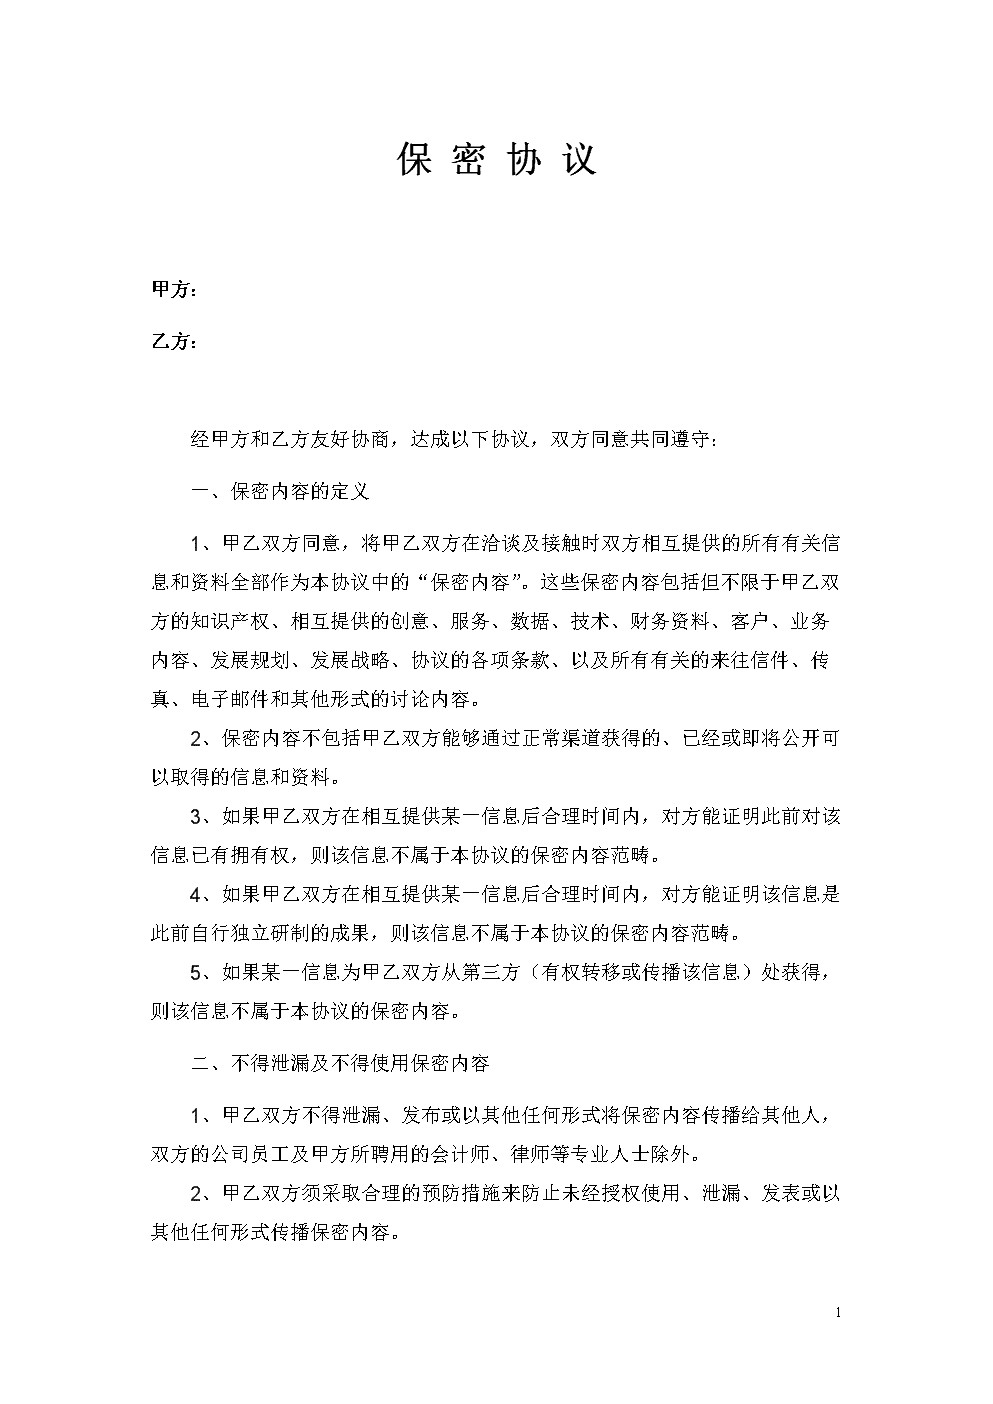 保 密 协 议
甲方：
乙方：
经甲方和乙方友好协商，达成以下协议，双方同意共同遵守：
一、保密内容的定义
1、甲乙双方同意，将甲乙双方在洽谈及接触时双方相互提供的所有有关信
息和资料全部作为本协议中的“保密内容”。这些保密内容包括但不限于甲乙双
方的知识产权、相互提供的创意、服务、数据、技术、财务资料、客户、业务
内容、发展规划、发展战略、协议的各项条款、以及所有有关的来往信件、传
真、电子邮件和其他形式的讨论内容。
2、保密内容不包括甲乙双方能够通过正常渠道获得的、已经或即将公开可
以取得的信息和资料。
3、如果甲乙双方在相互提供某一信息后合理时间内，对方能证明此前对该
信息已有拥有权，则该信息不属于本协议的保密内容范畴。
4、如果甲乙双方在相互提供某一信息后合理时间内，对方能证明该信息是
此前自行独立研制的成果，则该信息不属于本协议的保密内容范畴。
5、如果某一信息为甲乙双方从第三方（有权转移或传播该信息）处获得，
则该信息不属于本协议的保密内容。
二、不得泄漏及不得使用保密内容
1、甲乙双方不得泄漏、发布或以其他任何形式将保密内容传播给其他人，
双方的公司员工及甲方所聘用的会计师、律师等专业人士除外。
2、甲乙双方须采取合理的预防措施来防止未经授权使用、泄漏、发表或以
其他任何形式传播保密内容。
1